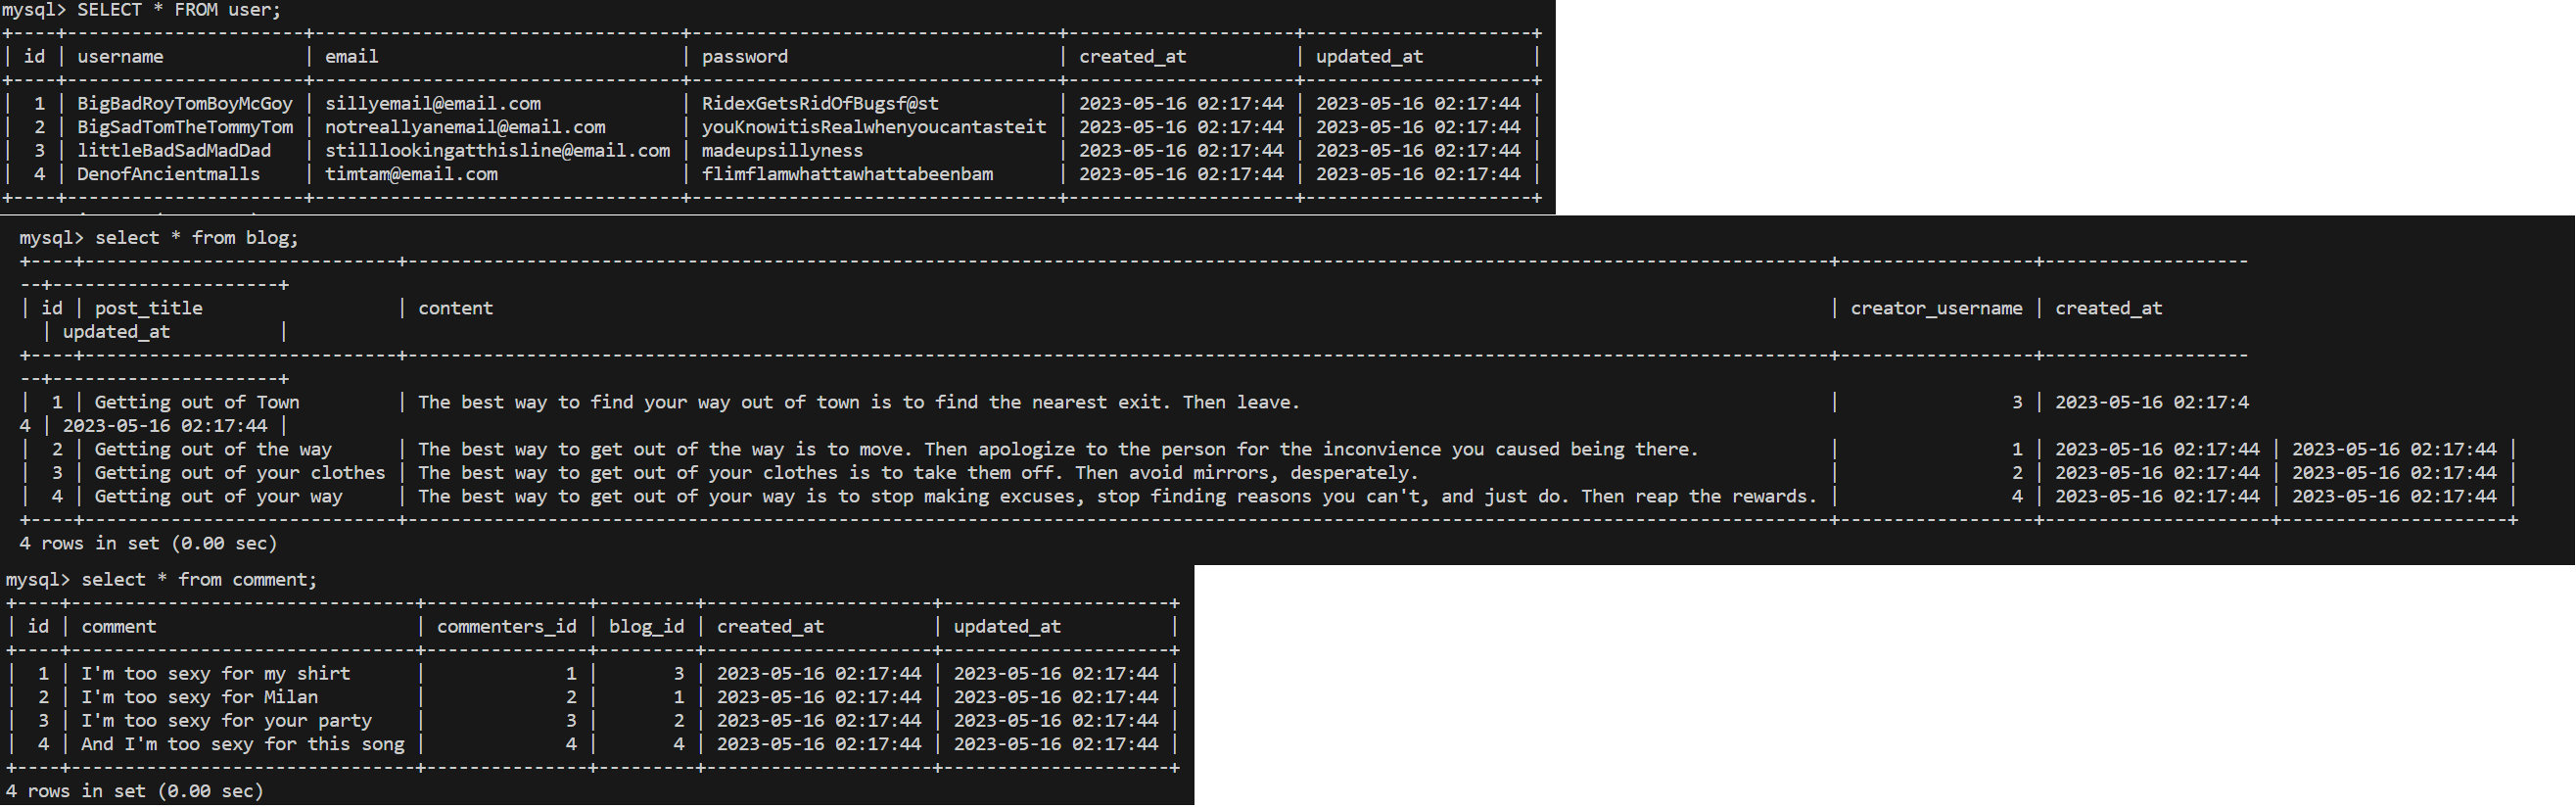 mysql> SELECT * FROM user;
+----+----------------------+----------------------------------+----------------------------------+---------------------+---------------------+
| id | username             | email                            | password                         | created_at          | updated_at          |
+----+----------------------+----------------------------------+----------------------------------+---------------------+---------------------+
|  1 | BigBadRoyTomBoyMcGoy | sillyemail@email.com             | RidexGetsRidOfBugsf@st           | 2023-05-16 02:17:44 | 2023-05-16 02:17:44 |
|  2 | BigSadTomTheTommyTom | notreallyanemail@email.com       | youKnowitisRealwhenyoucantasteit | 2023-05-16 02:17:44 | 2023-05-16 02:17:44 |
|  3 | littleBadSadMadDad   | stilllookingatthisline@email.com | madeupsillyness                  | 2023-05-16 02:17:44 | 2023-05-16 02:17:44 |
|  4 | DenofAncientmalls    | timtam@email.com                 | flimflamwhattawhattabeenbam      | 2023-05-16 02:17:44 | 2023-05-16 02:17:44 |
+----+----------------------+----------------------------------+----------------------------------+---------------------+---------------------+
mysql> select * from blog;
| id | post_title | content | creator_username | created_at
| updated_at |
| 1 | Getting out of Town | The best way to find your way out of town is to find the nearest exit. Then leave. | 3 | 2023-05-16 02:17:4
4 | 2023-05-16 02:17:44 |
| 2 | Getting out of the way | The best way to get out of the way is to move. Then apologize to the person for the inconvience you caused being there. | 1 | 2023-05-16 02:17:44 | 2023-05-16 02:17:44 |
| 3 | Getting out of your clothes | The best way to get out of your clothes is to take them off. Then avoid mirrors, desperately. | 2 | 2023-05-16 02:17:44 | 2023-05-16 02:17:44 |
| 4 | Getting out of your way | The best way to get out of your way is to stop making excuses, stop finding reasons you can't, and just do. Then reap the rewards. | 4 | 2023-05-16 02:17:44 | 2023-05-16 02:17:44 |
4 rows in set (0.00 sec)
mysql> select * from comment;
| id | comment | commenters_id | blog_id | created_at | updated_at |
| 1 | I'm too sexy for my shirt | 1 | 3 | 2023-05-16 02:17:44 | 2023-05-16 02:17:44 |
| 2 | I'm too sexy for Milan | 2 | 1 | 2023-05-16 02:17:44 | 2023-05-16 02:17:44 |
| 3 | I'm too sexy for your party | 3 | 2 | 2023-05-16 02:17:44 | 2023-05-16 02:17:44 |
| 4 | And I'm too sexy for this song | 4 | 4 | 2023-05-16 02:17:44 | 2023-05-16 02:17:44 |
4 rows in set (0.00 sec)